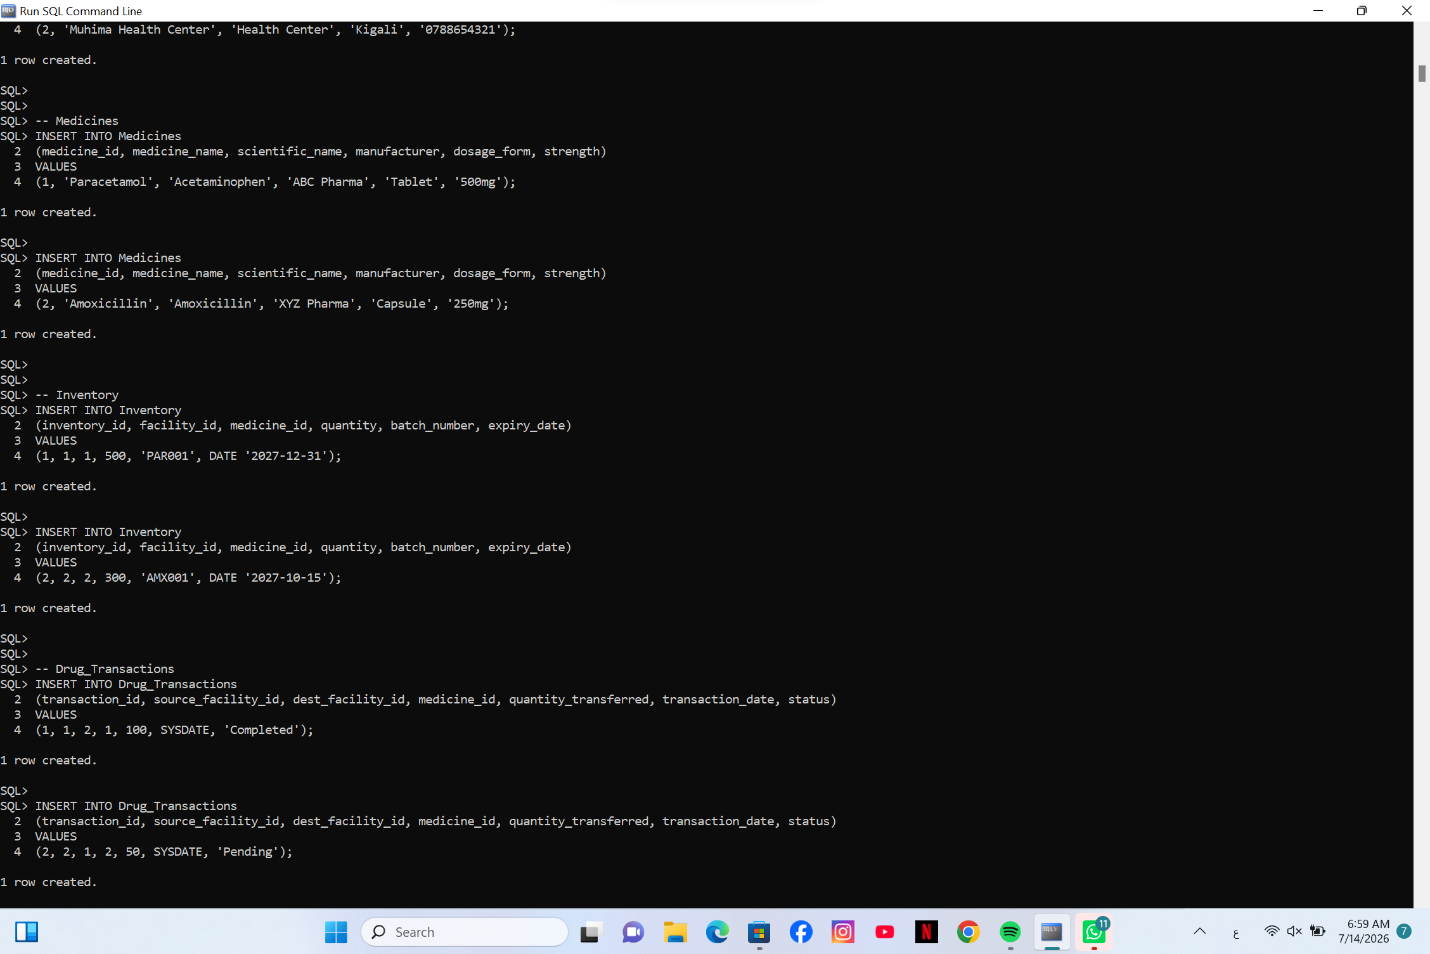 Run SQL Command Line
  4  (2, 'Muhima Health Center', 'Health Center', 'Kigali', '0788654321');
1 row created.
SQL>
SQL>
SQL> -- Medicines
SQL> INSERT INTO Medicines
  2  (medicine_id, medicine_name, scientific_name, manufacturer, dosage_form, strength)
  3  VALUES
  4  (1, 'Paracetamol', 'Acetaminophen', 'ABC Pharma', 'Tablet', '500mg');
1 row created.
SQL>
SQL> INSERT INTO Medicines
  2  (medicine_id, medicine_name, scientific_name, manufacturer, dosage_form, strength)
  3  VALUES
  4  (2, 'Amoxicillin', 'Amoxicillin', 'XYZ Pharma', 'Capsule', '250mg');
1 row created.
SQL>
SQL>
SQL> -- Inventory
SQL> INSERT INTO Inventory
  2  (inventory_id, facility_id, medicine_id, quantity, batch_number, expiry_date)
  3  VALUES
  4  (1, 1, 1, 500, 'PAR001', DATE '2027-12-31');
1 row created.
SQL>
SQL> INSERT INTO Inventory
  2  (inventory_id, facility_id, medicine_id, quantity, batch_number, expiry_date)
  3  VALUES
  4  (2, 2, 2, 300, 'AMX001', DATE '2027-10-15');
1 row created.
SQL>
SQL>
SQL> -- Drug_Transactions
SQL> INSERT INTO Drug_Transactions
  2  (transaction_id, source_facility_id, dest_facility_id, medicine_id, quantity_transferred, transaction_date, status)
  3  VALUES
  4  (1, 1, 2, 1, 100, SYSDATE, 'Completed');
1 row created.
SQL>
SQL> INSERT INTO Drug_Transactions
  2  (transaction_id, source_facility_id, dest_facility_id, medicine_id, quantity_transferred, transaction_date, status)
  3  VALUES
  4  (2, 2, 1, 2, 50, SYSDATE, 'Pending');
1 row created.
Search
11
ع
6:59 AM
7/14/2026
7